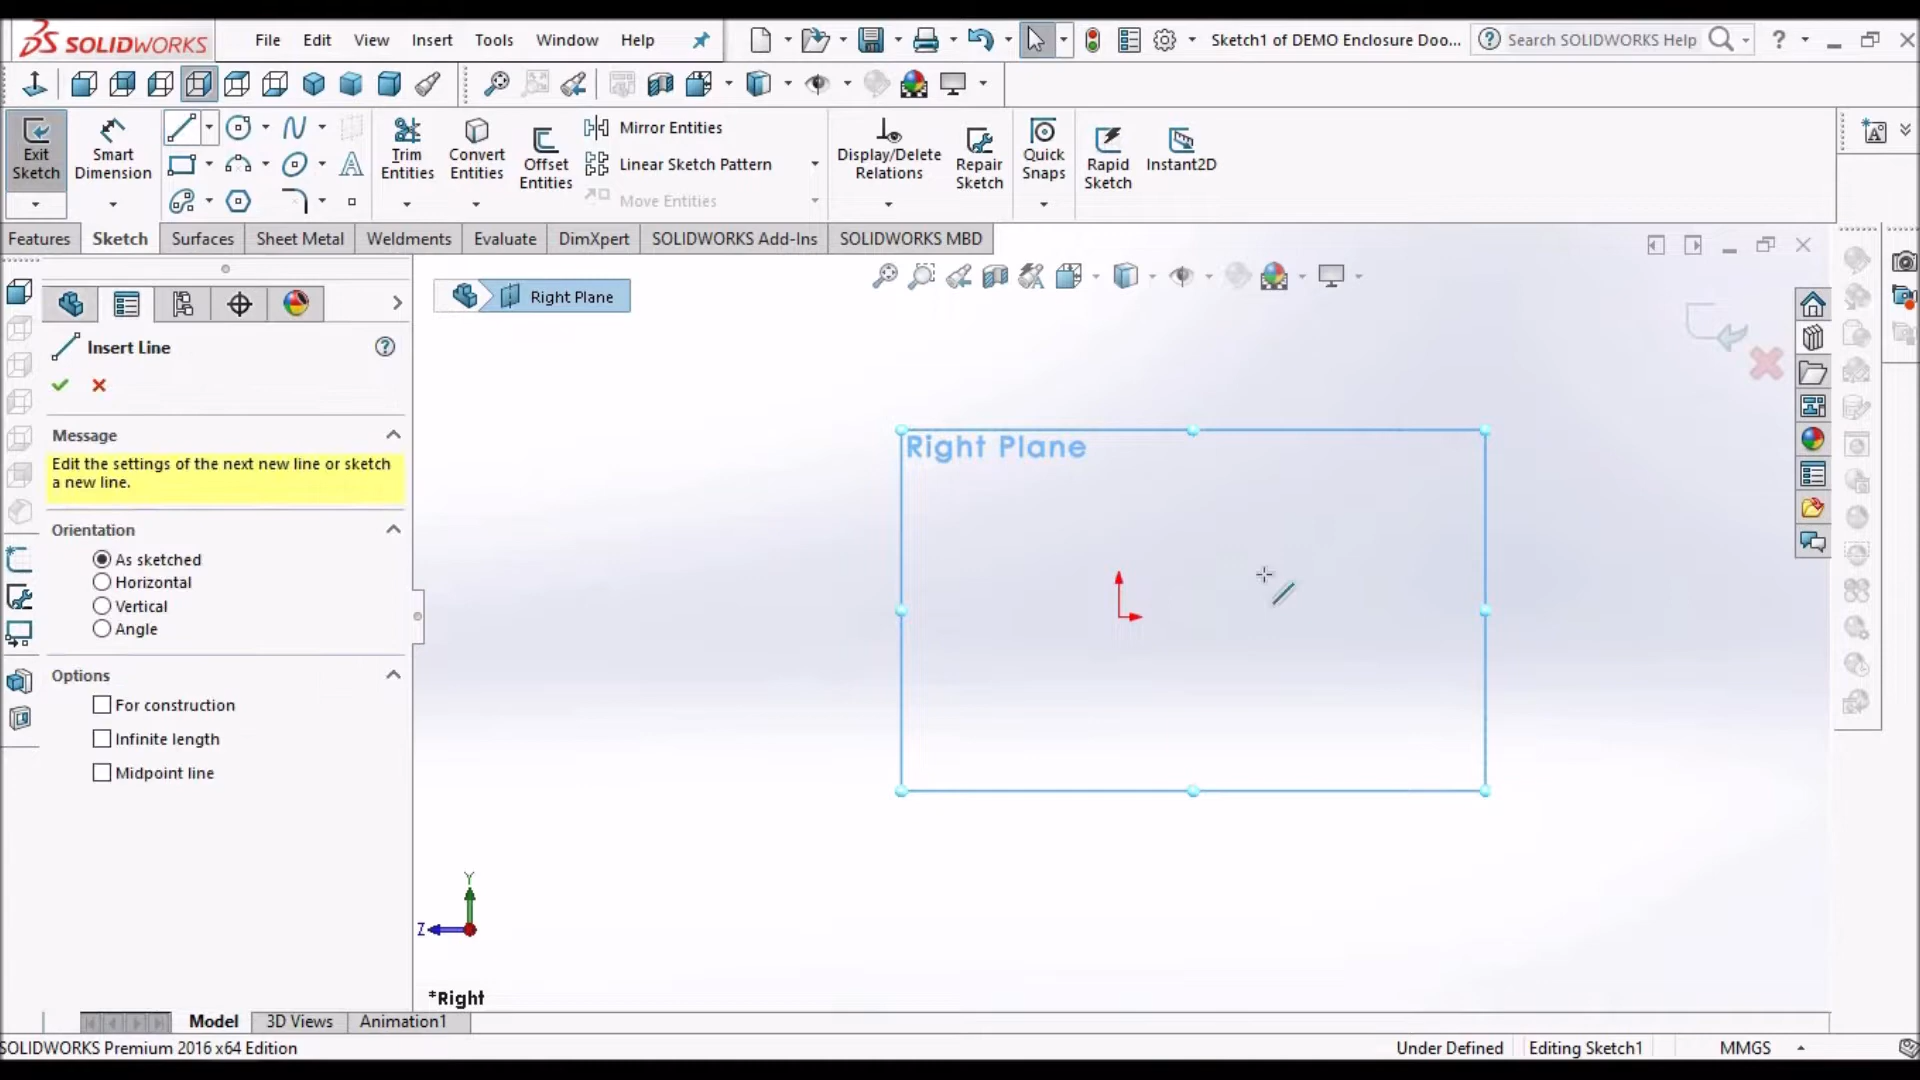 SOLIDWORKS File Edit View Insert Tools Window Help Sketch1 of DEMO Enclosure Doo... Search SOLIDWORKS Help ?
Exit Sketch
Smart Dimension
Trim Entities
Convert Entities
Offset Entities
Mirror Entities
Linear Sketch Pattern
Move Entities
Display/Delete Relations
Repair Sketch
Quick Snaps
Rapid Sketch
Instant2D
Features Sketch Surfaces Sheet Metal Weldments Evaluate DimXpert SOLIDWORKS Add-Ins SOLIDWORKS MBD
Right Plane
Insert Line
Message
Edit the settings of the next new line or sketch
a new line.
Orientation
As sketched
Horizontal
Vertical
Angle
Options
For construction
Infinite length
Midpoint line
Right Plane
Y
Z
*Right
Model 3D Views Animation1
SOLIDWORKS Premium 2016 x64 Edition Under Defined Editing Sketch1 MMGS